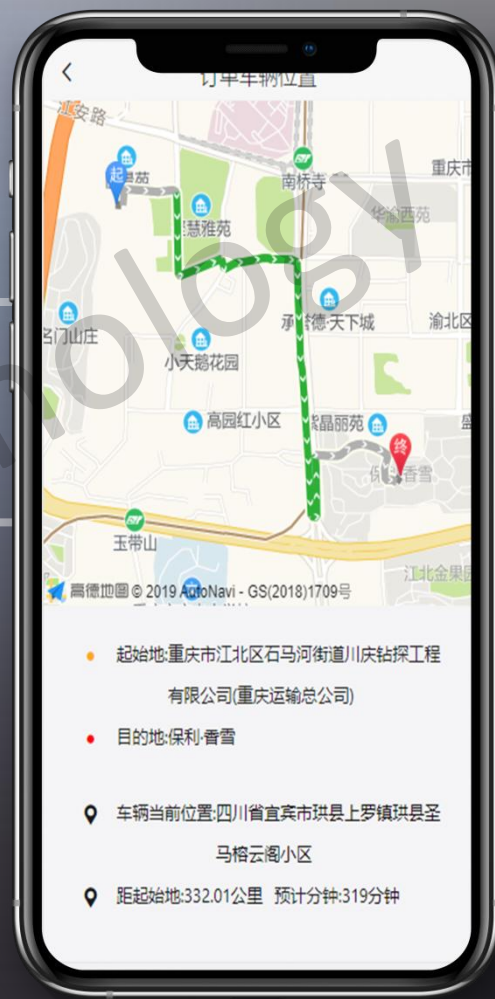 订单车辆位置
江安路
起
南桥寺
重庆市
慧雅苑
华渝西苑
天下城
渝北区
名门山庄
小天鹅花园
高园红小区
紫晶丽苑
终
香雪
玉带山
江北金果园
高德地圖 © 2019 AutoNavi - GS(2018)1709号
起始地:重庆市江北区石马河街道川庆钻探工程
有限公司(重庆运输总公司)
目的地:保利·香雪
车辆当前位置:四川省宜宾市珙县上罗镇珙县圣
马榕云阁小区
距起始地:332.01公里 预计分钟:319分钟
nology